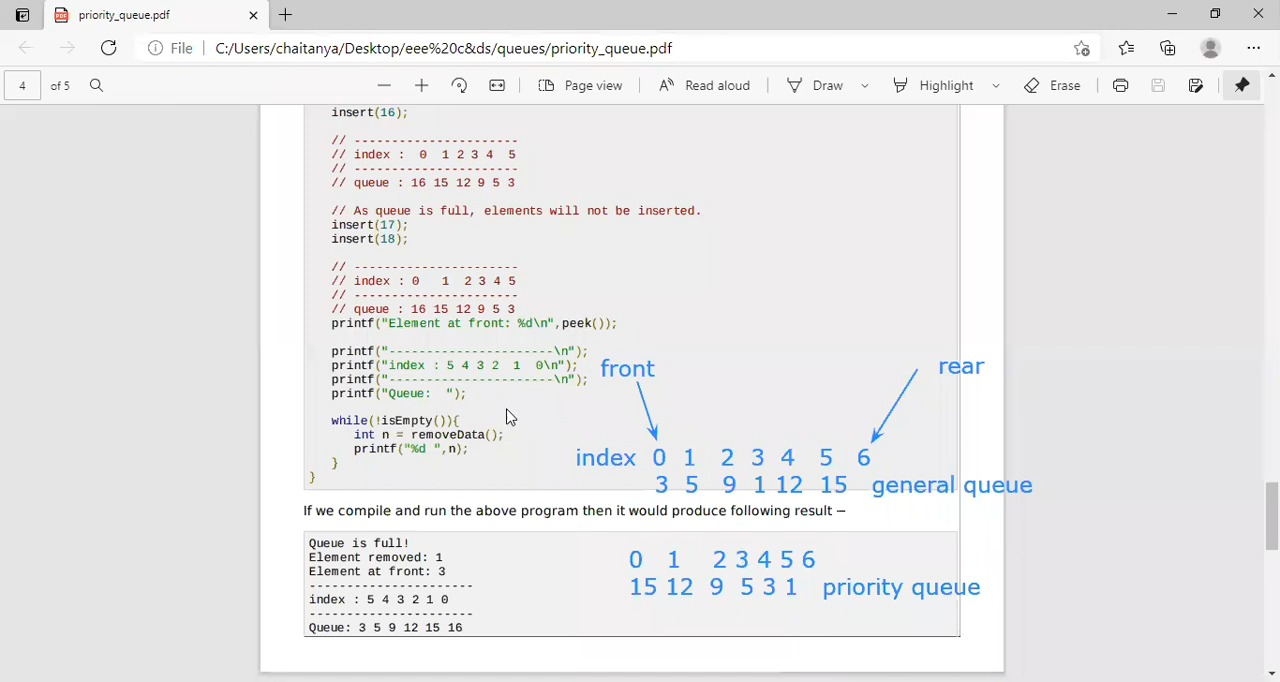 priority_queue.pdf
File C:/Users/chaitanya/Desktop/eee%20c&ds/queues/priority_queue.pdf
4 of 5 Page view Read aloud Draw Highlight Erase
insert(16);
// ----------------------
// index :  0  1 2 3 4  5
// ----------------------
// queue : 16 15 12 9 5 3
// As queue is full, elements will not be inserted.
insert(17);
insert(18);
// ----------------------
// index : 0   1  2 3 4 5
// ----------------------
// queue : 16 15 12 9 5 3
printf("Element at front: %d\n",peek());
printf("----------------------\n");
printf("index : 5 4 3 2  1  0\n");
printf("----------------------\n");
printf("Queue:  ");
front
rear
while(!isEmpty()){
int n = removeData();
printf("%d ",n);
}
}
index 0 1 2 3 4 5 6
3 5 9 1 12 15 general queue
If we compile and run the above program then it would produce following result −
Queue is full!
Element removed: 1
Element at front: 3
----------------------
index : 5 4 3 2 1 0
----------------------
Queue: 3 5 9 12 15 16
0 1 2 3 4 5 6
15 12 9 5 3 1 priority queue